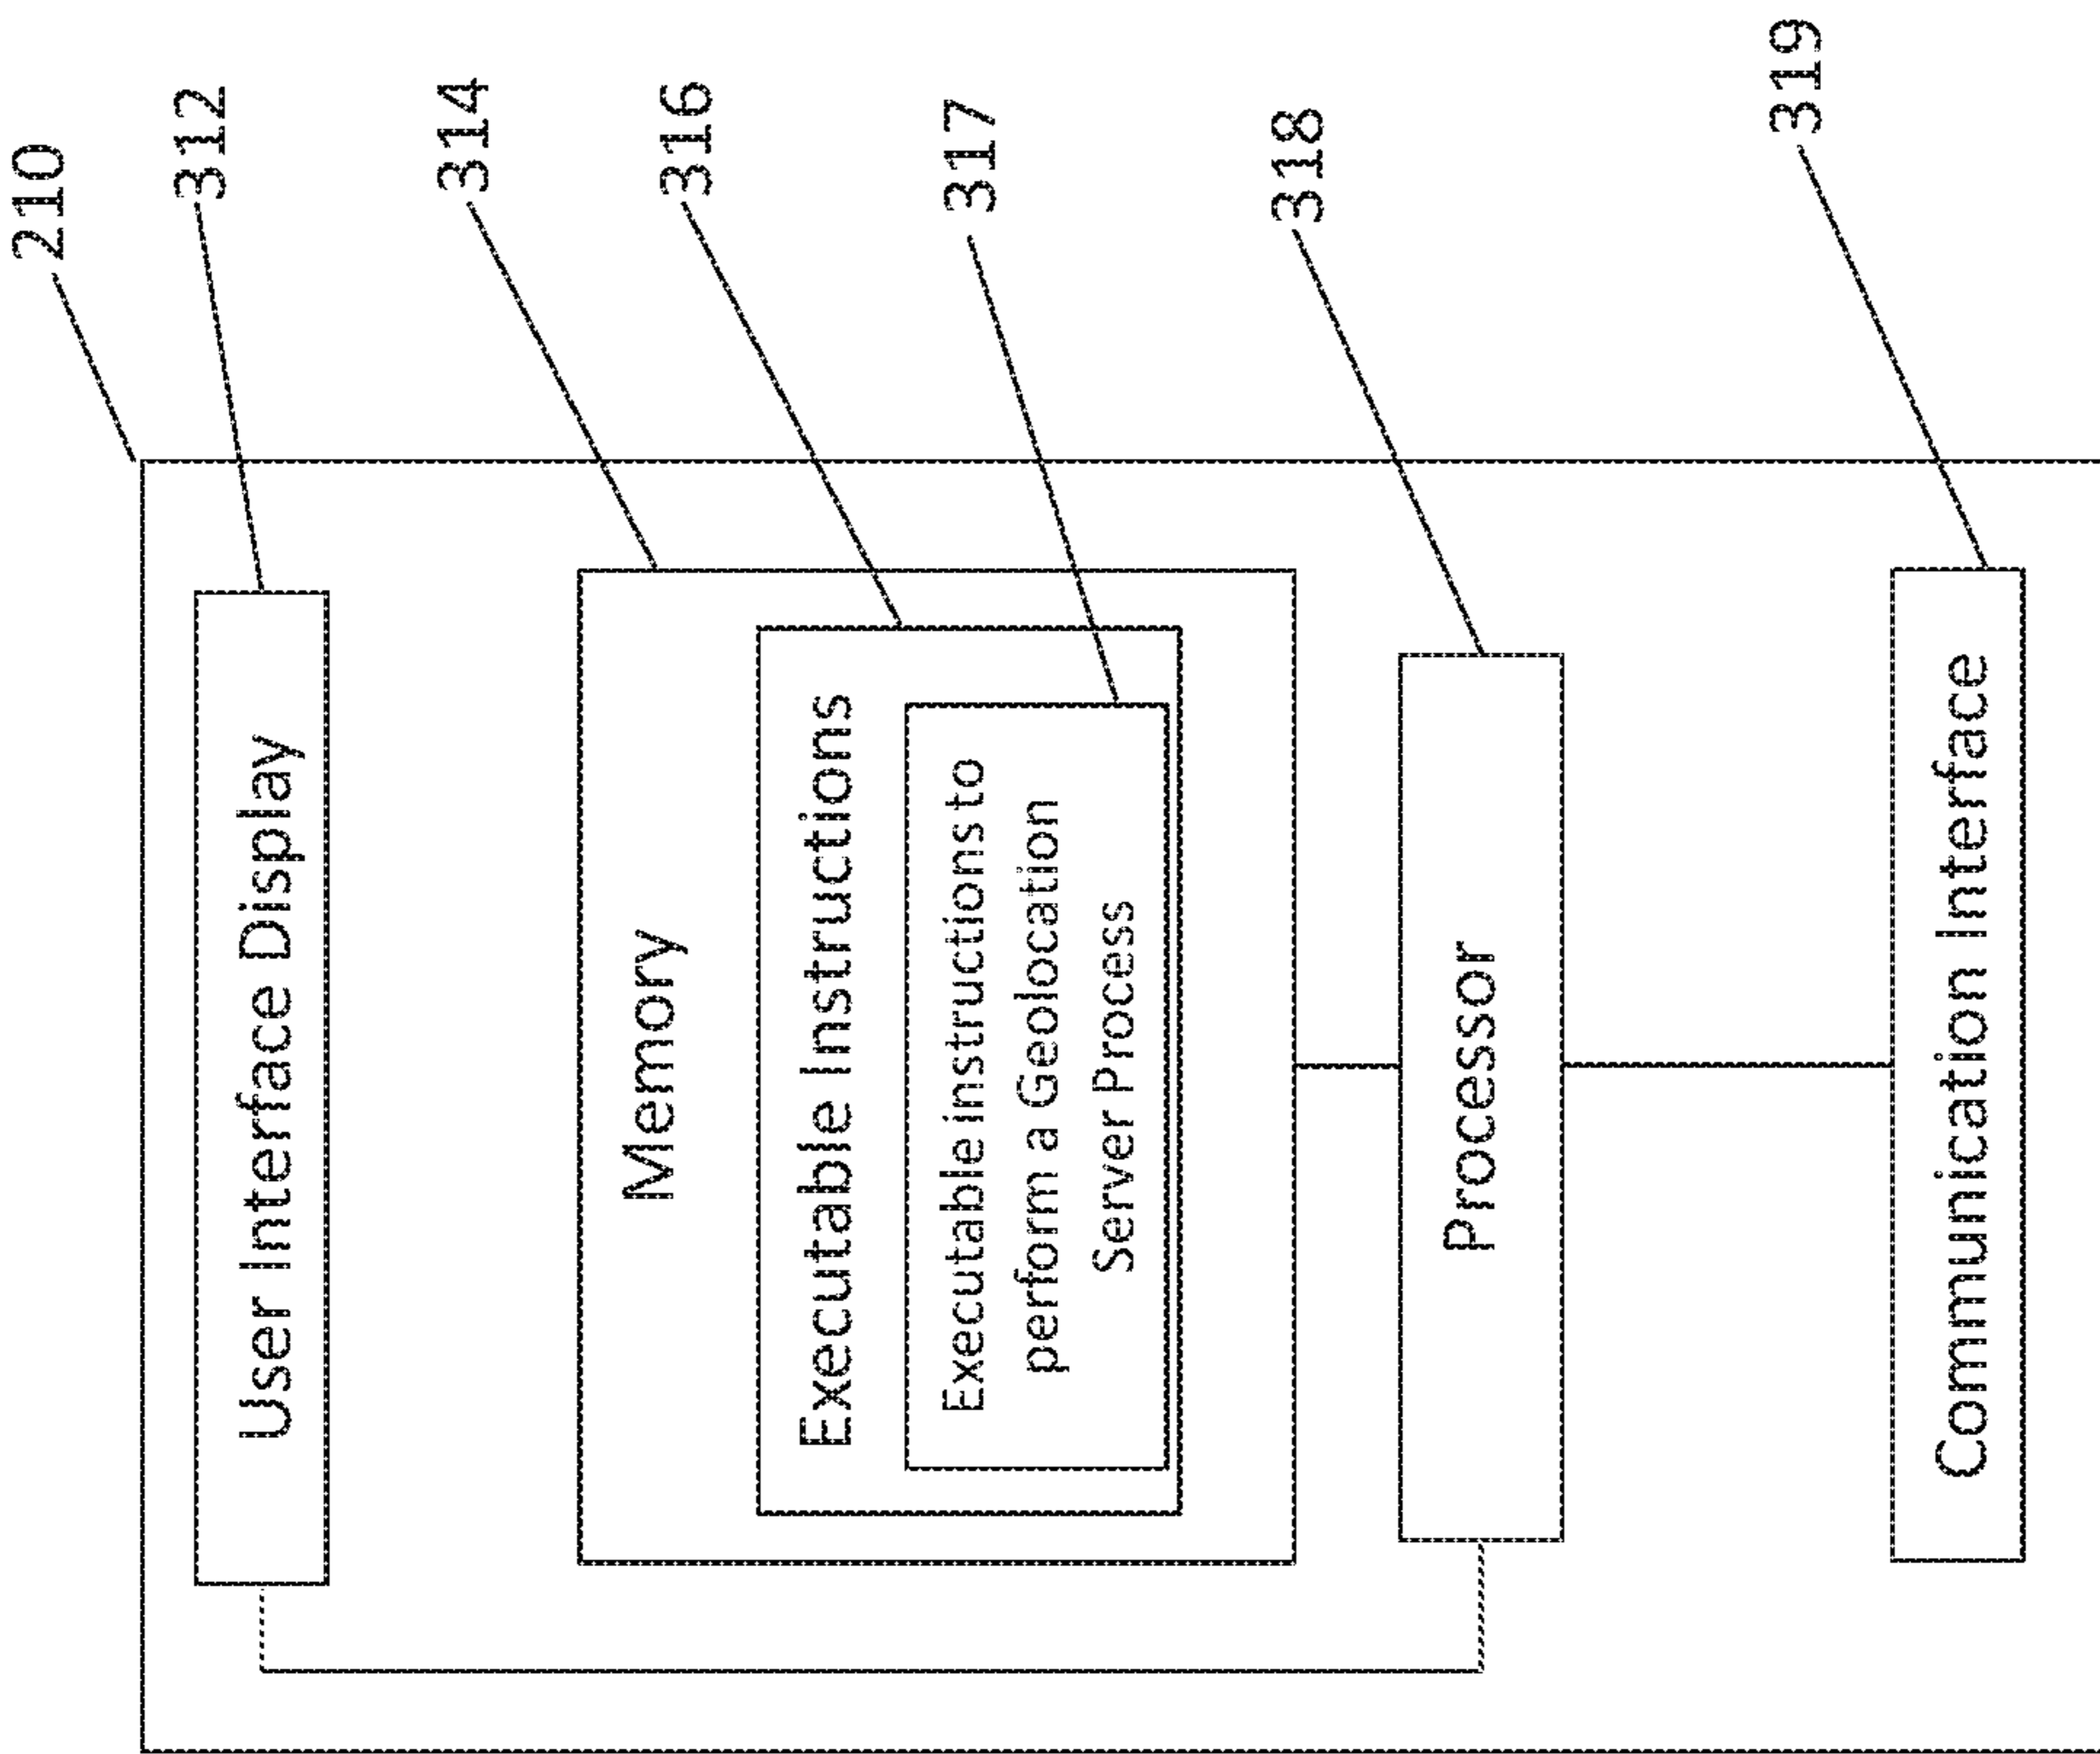 210
312
User Interface Display
314
Memory
316
Executable Instructions
317
Executable instructions to
perform a Geolocation
Server Process
318
Processor
319
Communication Interface